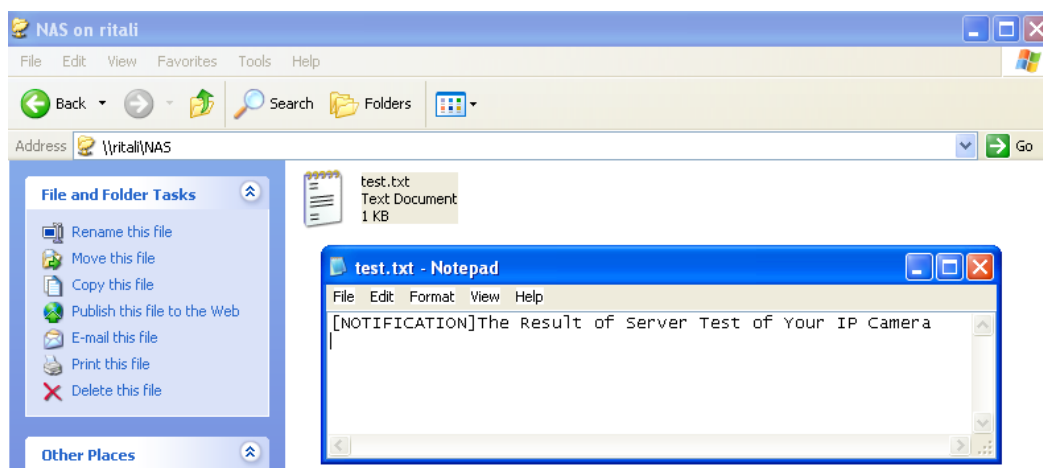 NAS on ritali
File Edit View Favorites Tools Help
Back Search Folders
Address \\ritali\NAS Go
File and Folder Tasks
Rename this file
Move this file
Copy this file
Publish this file to the Web
E-mail this file
Print this file
Delete this file
Other Places
test.txt
Text Document
1 KB
test.txt - Notepad
File Edit Format View Help
[NOTIFICATION]The Result of Server Test of Your IP Camera